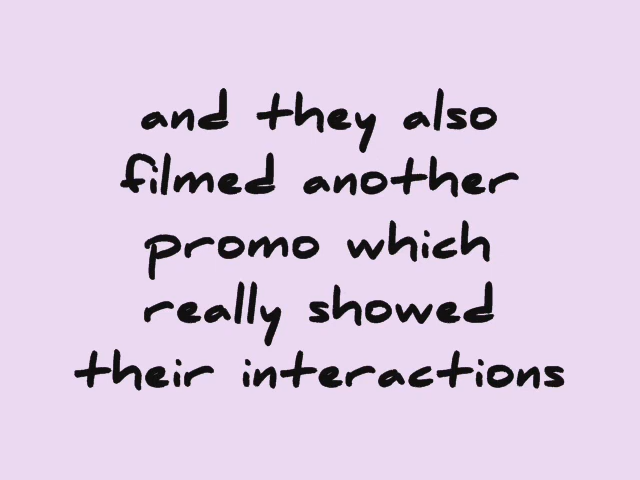 and they also
filmed another
promo which
really showed
their interactions